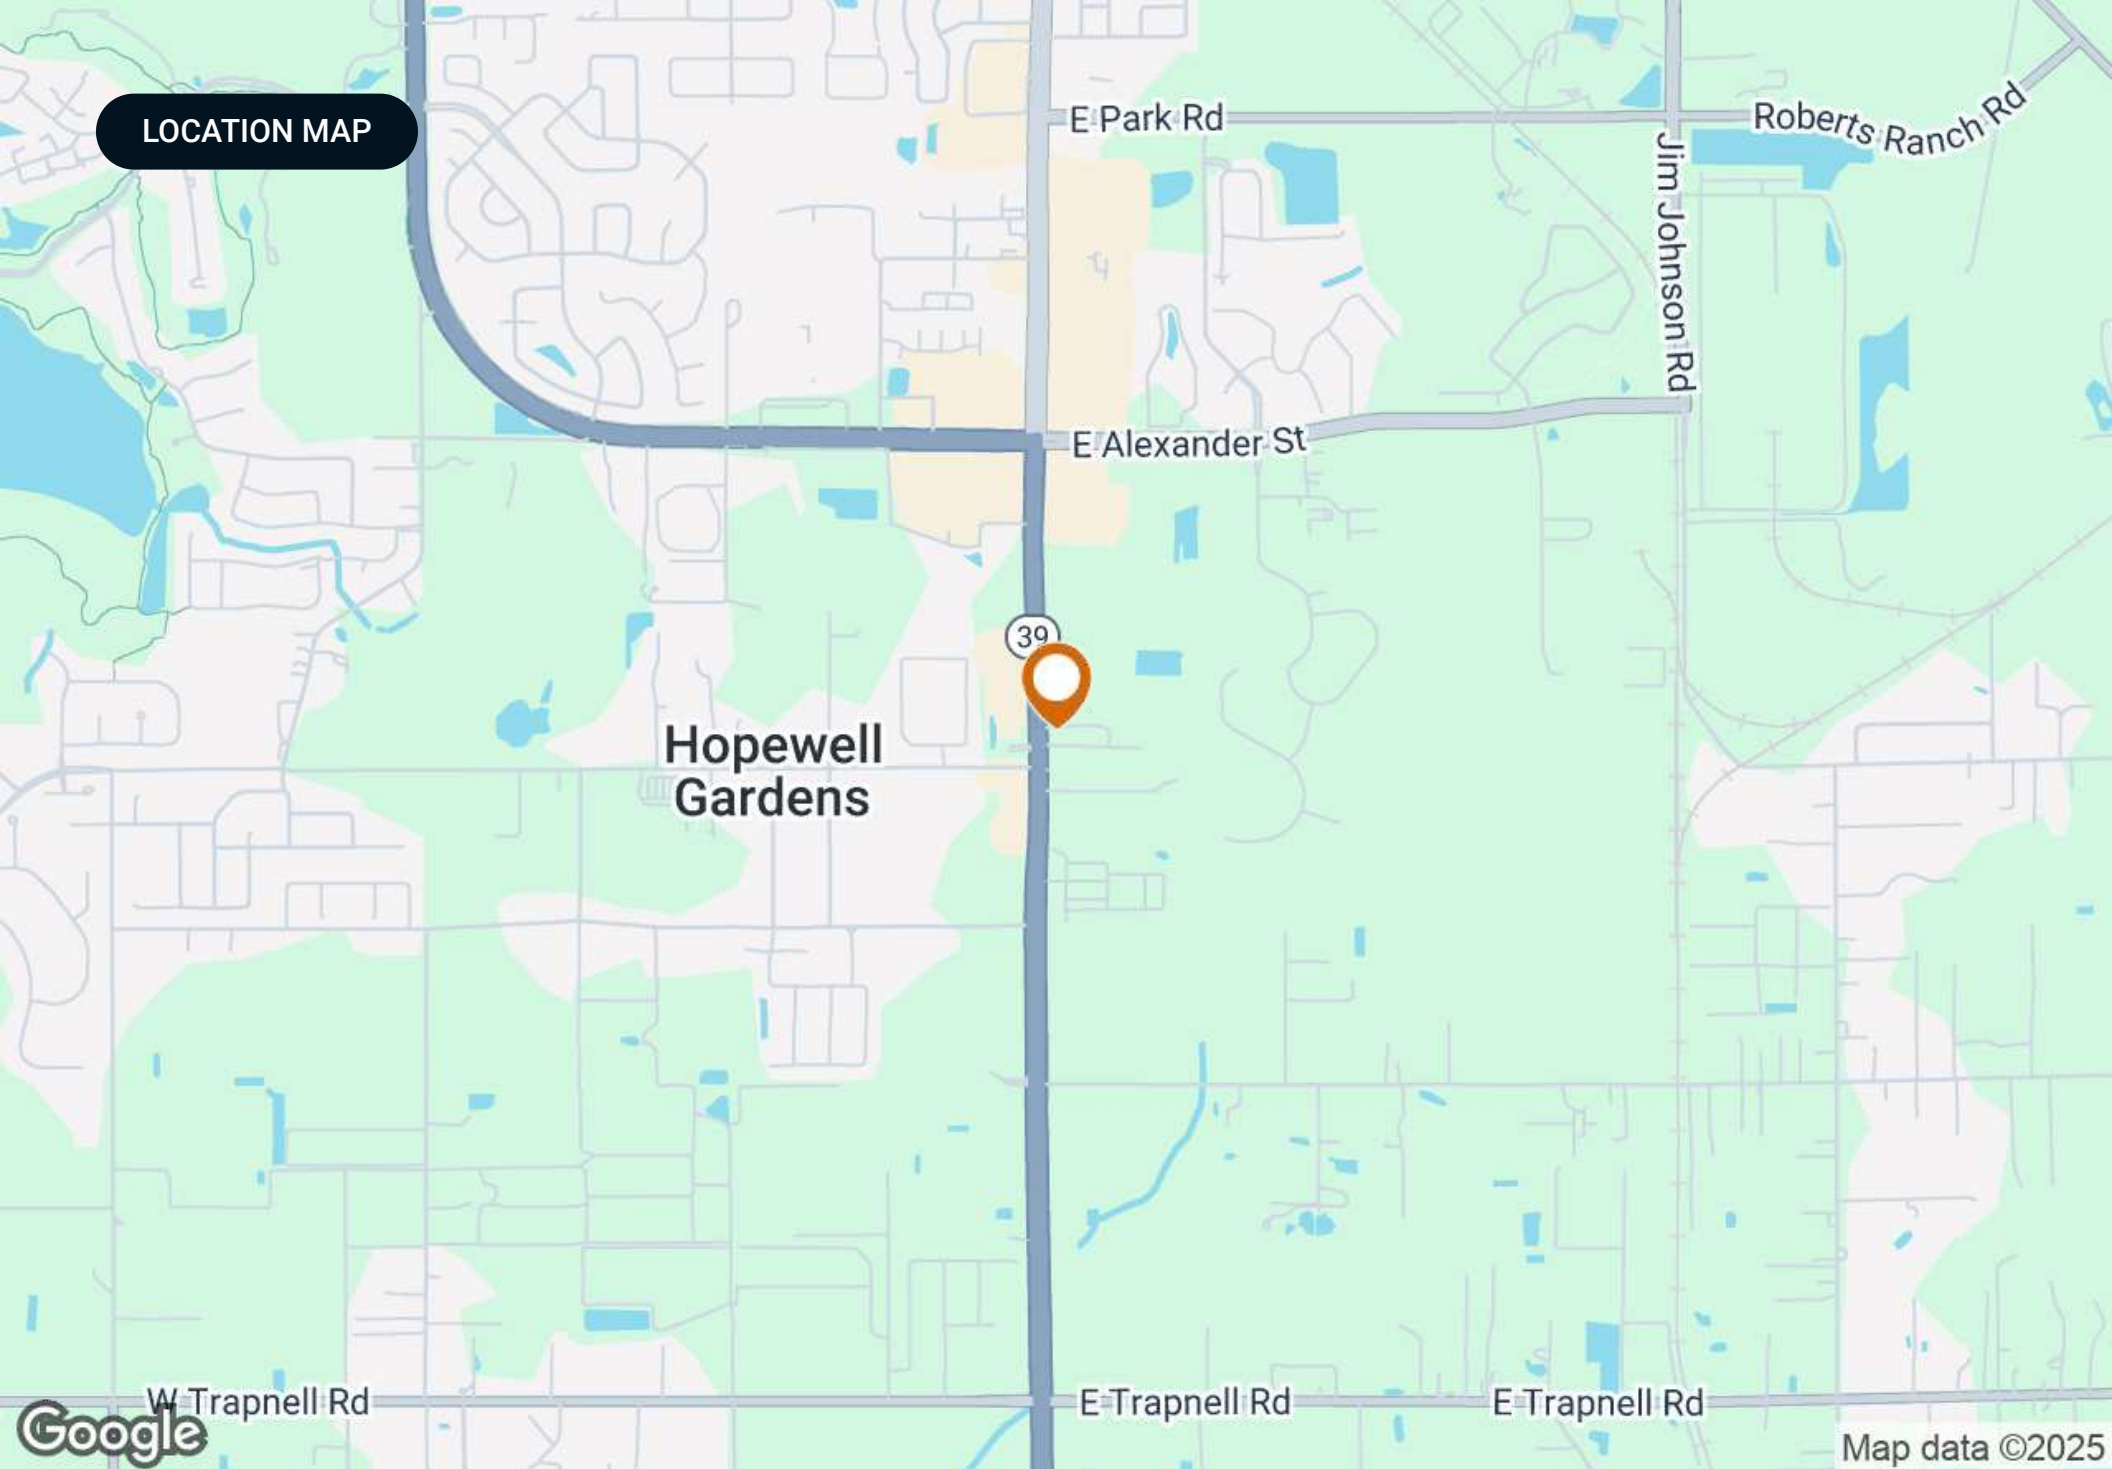 LOCATION MAP
E Park Rd
Roberts Ranch Rd
Jim Johnson Rd
E Alexander St
39
Hopewell
Gardens
W Trapnell Rd
E Trapnell Rd
E Trapnell Rd
Google
Map data ©2025